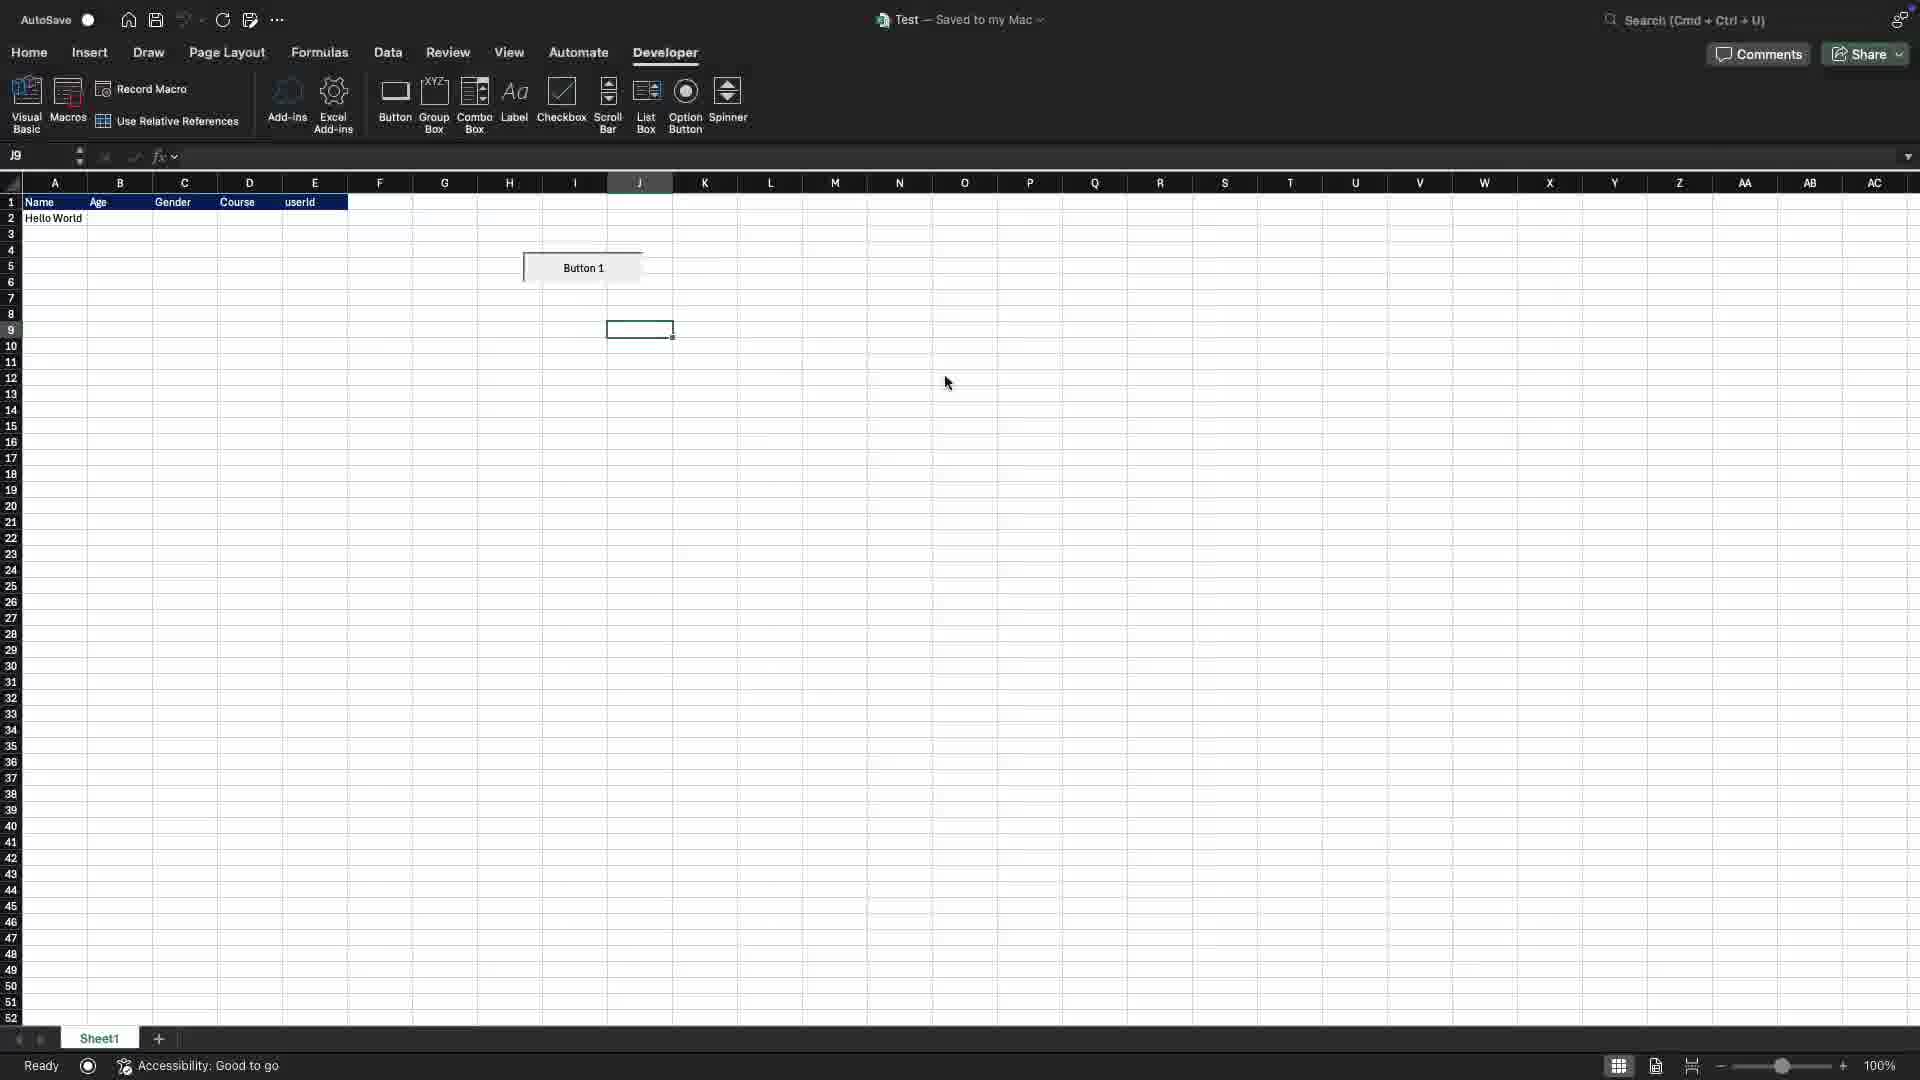 AutoSave
Test — Saved to my Mac
Search (Cmd + Ctrl + U)
Home Insert Draw Page Layout Formulas Data Review View Automate Developer
Comments Share
Visual Basic
Macros
Record Macro
Use Relative References
Add-ins
Excel Add-ins
Button
Group Box
XYZ
Combo Box
Aa
Label
Checkbox
Scroll Bar
List Box
Option Button
Spinner
J9
fx
A B C D E F G H I J K L M N O P Q R S T U V W X Y Z AA AB AC
1 Name Age Gender Course userId
2 Hello World
3
4
5
Button 1
6
7
8
9
10
11
12
13
14
15
16
17
18
19
20
21
22
23
24
25
26
27
28
29
30
31
32
33
34
35
36
37
38
39
40
41
42
43
44
45
46
47
48
49
50
51
52
Sheet1 +
Ready
Accessibility: Good to go
− + 100%